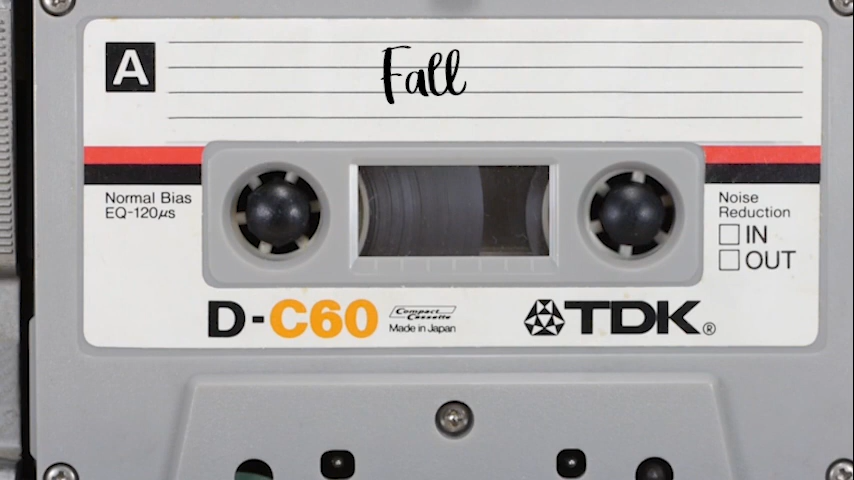 A
Fall
Normal Bias
EQ-120µs
Noise
Reduction
IN
OUT
D-C60
Compact
Cassette
Made in Japan
TDK®